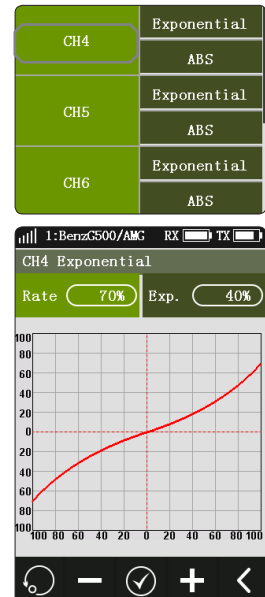 CH4
Exponential
ABS
CH5
Exponential
ABS
CH6
Exponential
ABS
1:BenzG500/AMG RX TX
CH4 Exponential
Rate 70% Exp. 40%
100
80
60
40
20
0
20
40
60
80
100
100 80 60 40 20 0 20 40 60 80 100